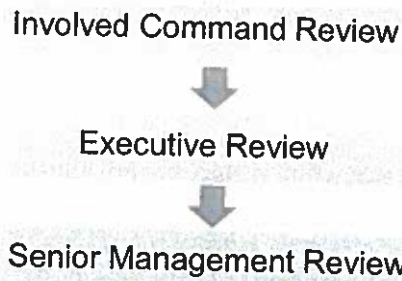 Involved Command Review
Executive Review
Senior Management Review